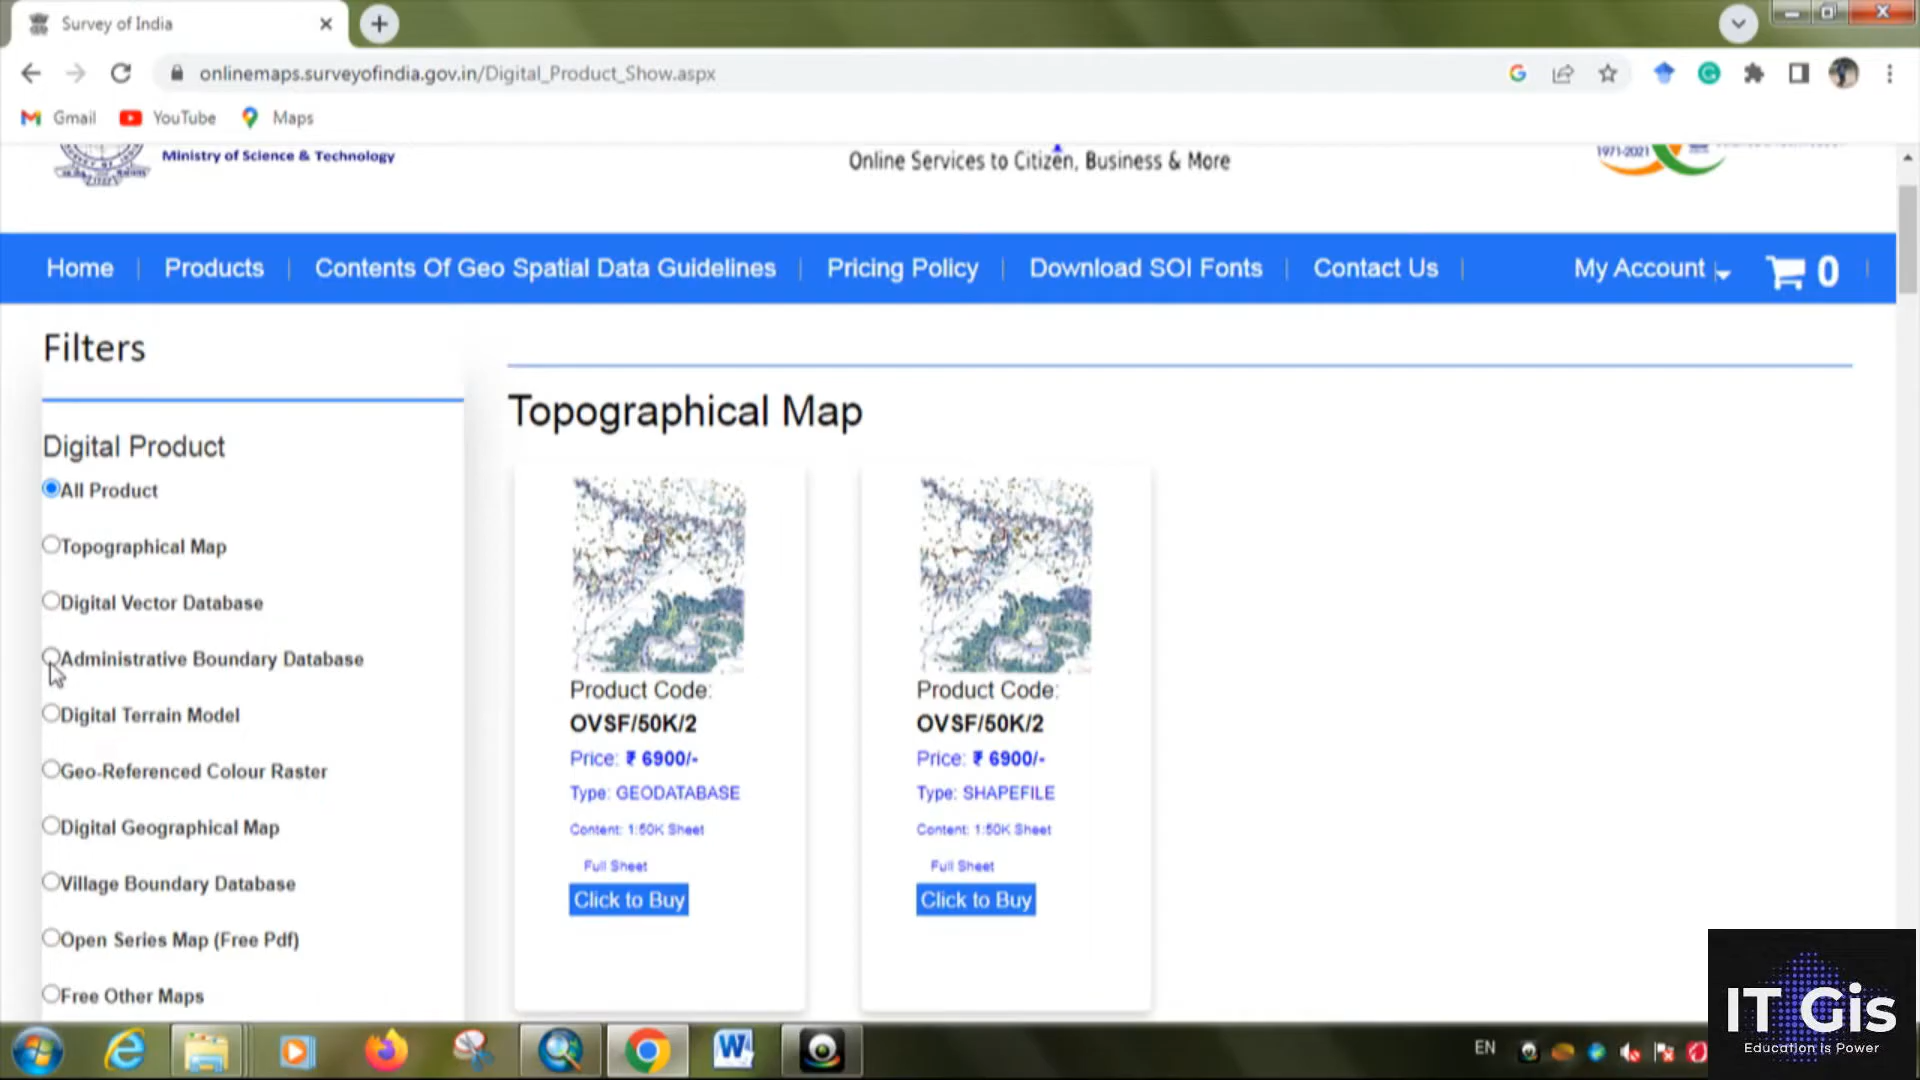 Survey of India
onlinemaps.surveyofindia.gov.in/Digital_Product_Show.aspx
Gmail YouTube Maps
Ministry of Science & Technology
Online Services to Citizen, Business & More
1971-2021
Home Products Contents Of Geo Spatial Data Guidelines Pricing Policy Download SOI Fonts Contact Us My Account 0
Filters
Digital Product
All Product
Topographical Map
Digital Vector Database
Administrative Boundary Database
Digital Terrain Model
Geo-Referenced Colour Raster
Digital Geographical Map
Village Boundary Database
Open Series Map (Free Pdf)
Free Other Maps
Topographical Map
Product Code:
OVSF/50K/2
Price: ₹ 6900/-
Type: GEODATABASE
Content: 1:50K Sheet
Full Sheet
Click to Buy
Product Code:
OVSF/50K/2
Price: ₹ 6900/-
Type: SHAPEFILE
Content: 1:50K Sheet
Full Sheet
Click to Buy
EN
IT Gis
Education is Power